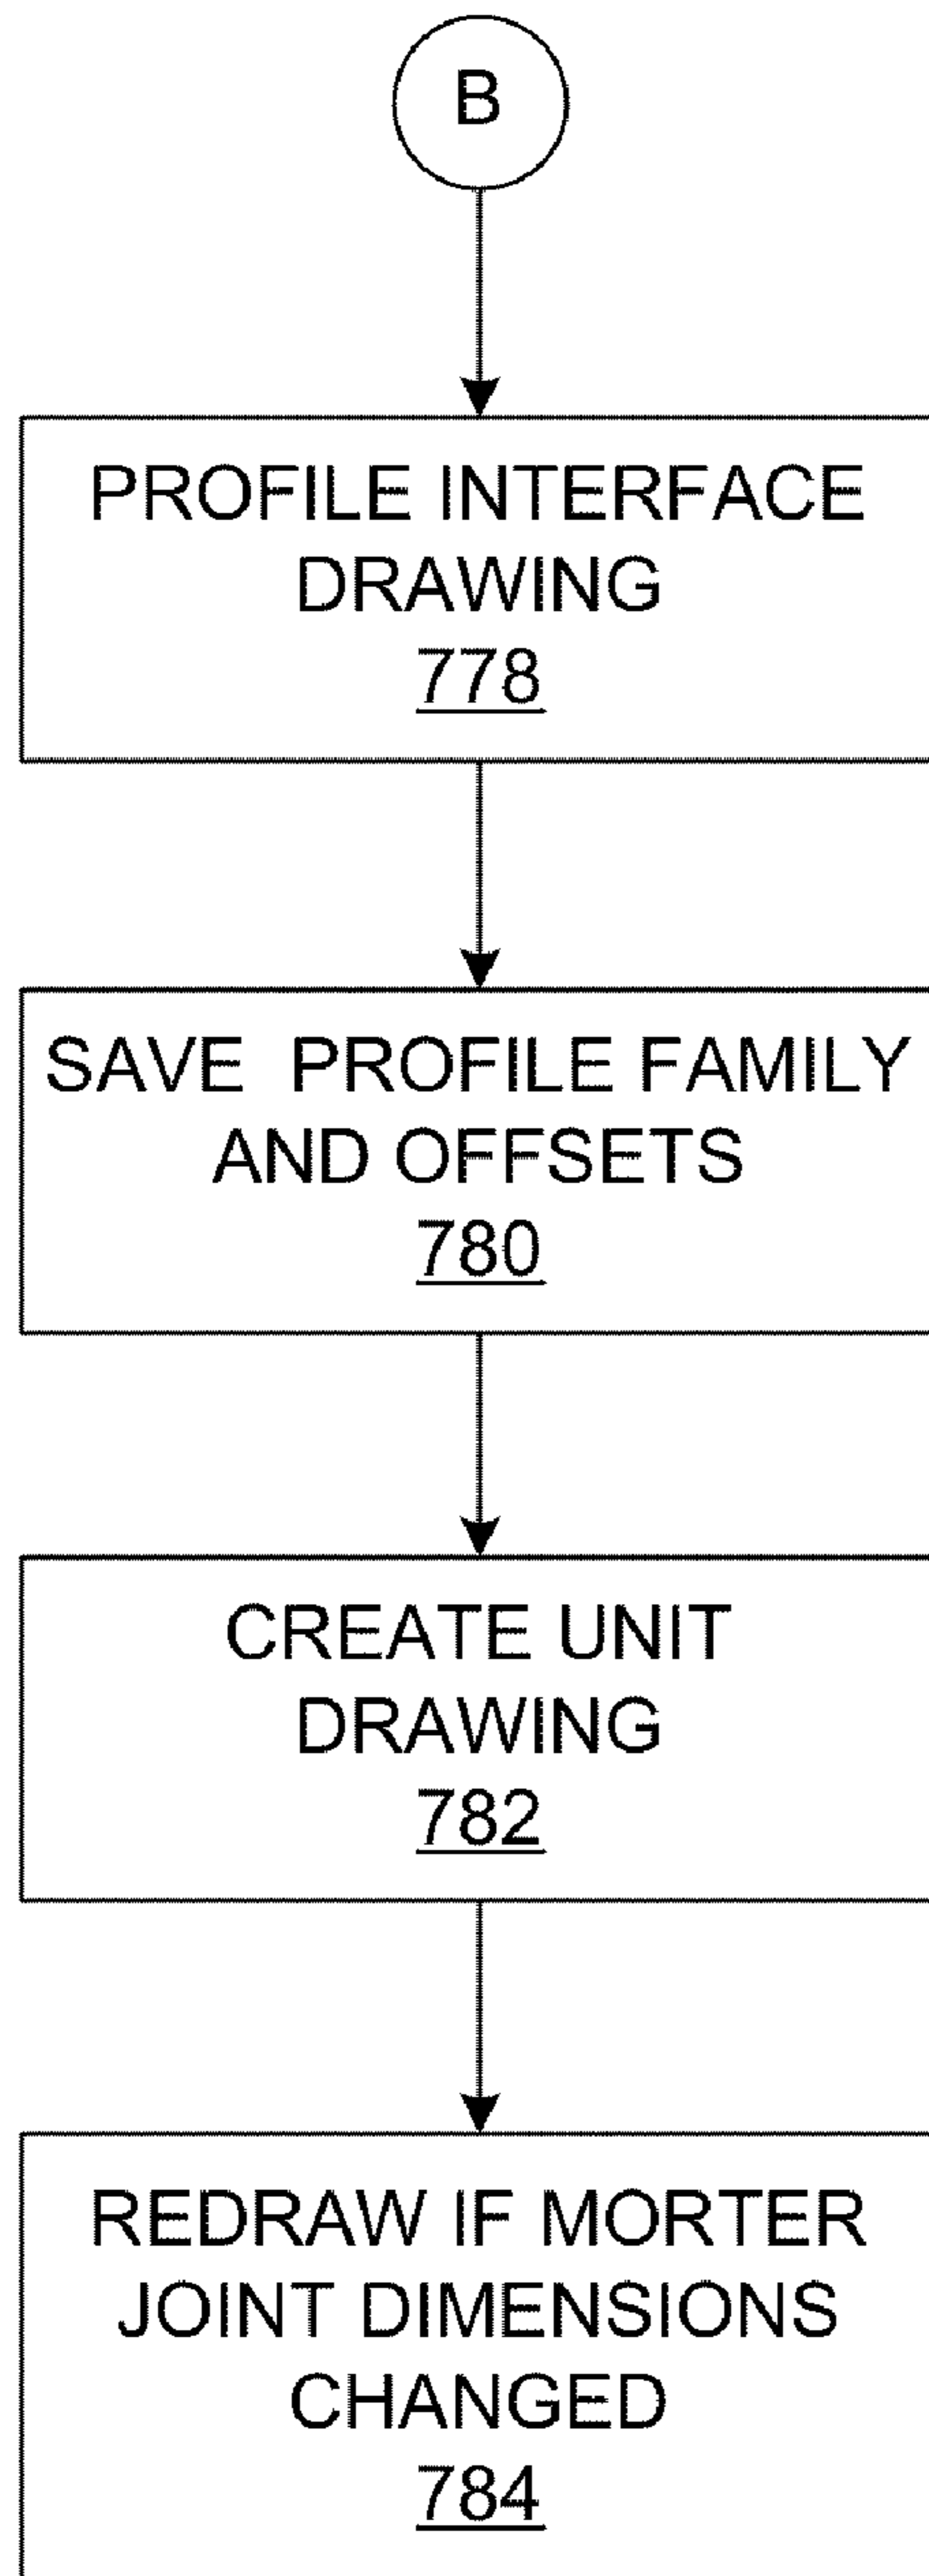 B
PROFILE INTERFACE
DRAWING
778
SAVE PROFILE FAMILY
AND OFFSETS
780
CREATE UNIT
DRAWING
782
REDRAW IF MORTER
JOINT DIMENSIONS
CHANGED
784